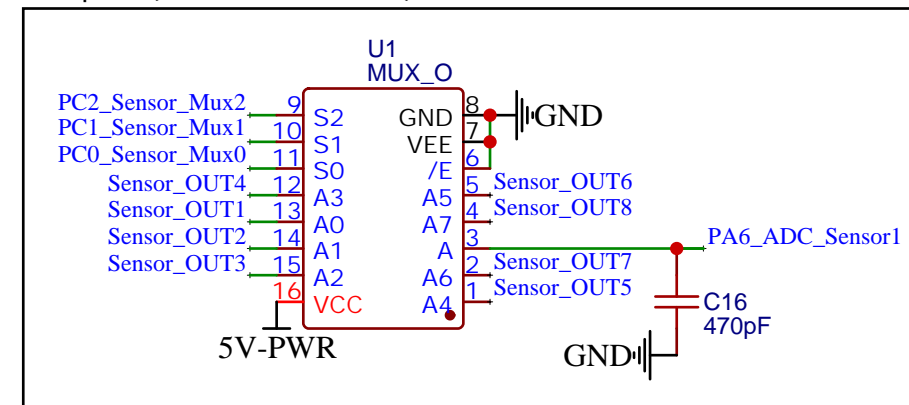 U1
MUX_O
PC2_Sensor_Mux2 9 S2 GND 8 GND
PC1_Sensor_Mux1 10 S1 VEE 7
PC0_Sensor_Mux0 11 S0 /E 6
Sensor_OUT4 12 A3 A5 5 Sensor_OUT6
Sensor_OUT1 13 A0 A7 4 Sensor_OUT8
Sensor_OUT2 14 A1 A 3 PA6_ADC_Sensor1
Sensor_OUT3 15 A2 A6 2 Sensor_OUT7
16 VCC A4 1 Sensor_OUT5
C16
470pF
5V-PWR
GND